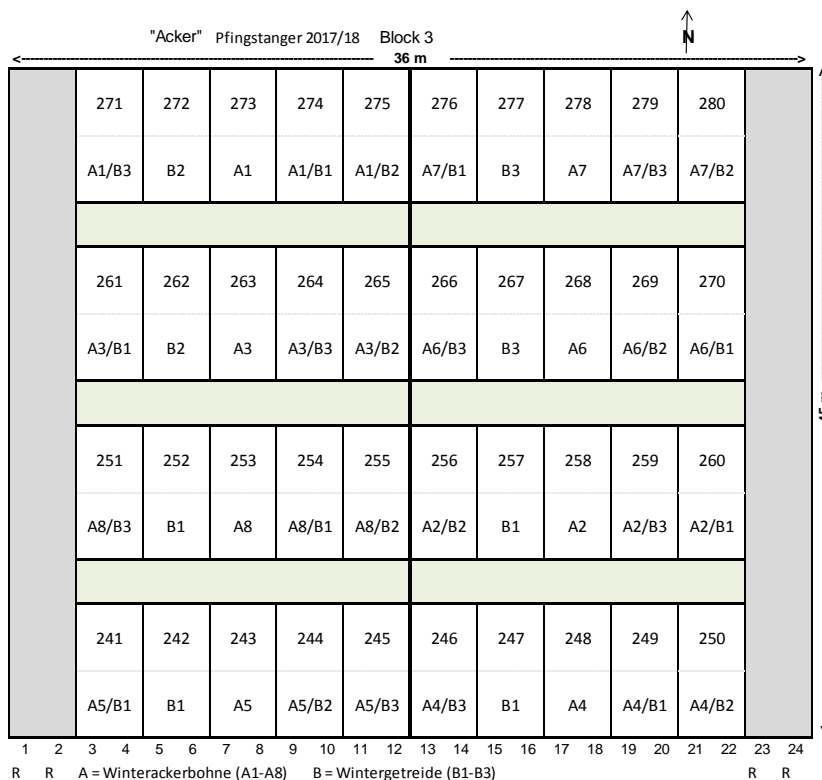 "Acker" Pfingstanger 2017/18 Block 3
N
36 m
271 272 273 274 275 276 277 278 279 280
A1/B3 B2 A1 A1/B1 A1/B2 A7/B1 B3 A7 A7/B3 A7/B2
261 262 263 264 265 266 267 268 269 270
A3/B1 B2 A3 A3/B3 A3/B2 A6/B3 B3 A6 A6/B2 A6/B1
251 252 253 254 255 256 257 258 259 260
A8/B3 B1 A8 A8/B1 A8/B2 A2/B2 B1 A2 A2/B3 A2/B1
241 242 243 244 245 246 247 248 249 250
A5/B1 B1 A5 A5/B2 A5/B3 A4/B3 B1 A4 A4/B1 A4/B2
1 2 3 4 5 6 7 8 9 10 11 12 13 14 15 16 17 18 19 20 21 22 23 24
R R A = Winterackerbohne (A1-A8) B = Wintergetreide (B1-B3) R R